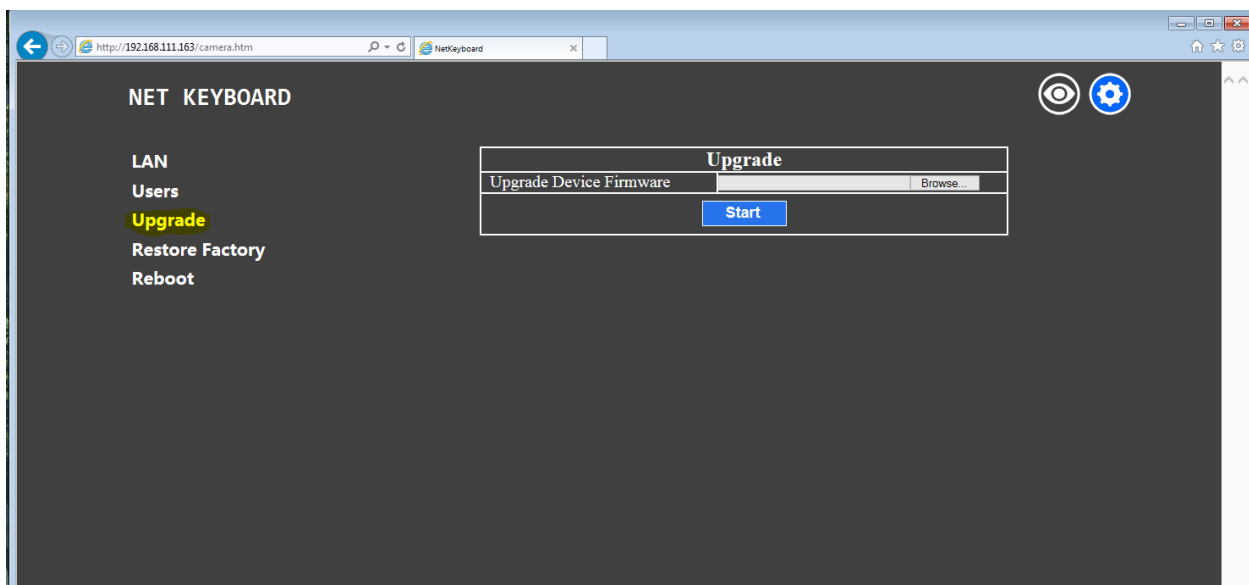 http://192.168.111.163/camera.htm
NetKeyboard
NET KEYBOARD
LAN
Users
Upgrade
Restore Factory
Reboot
Upgrade
Upgrade Device Firmware Browse...
Start